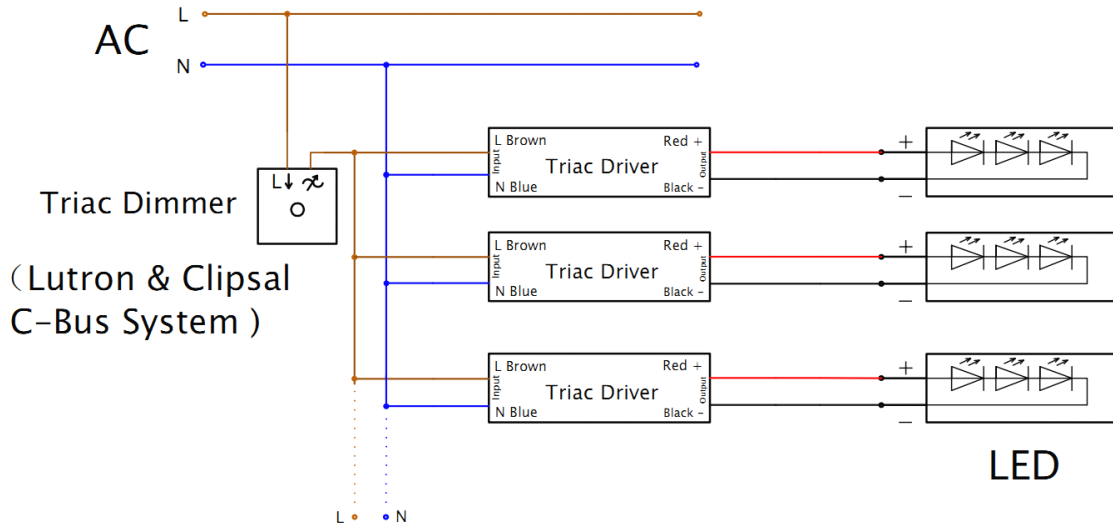 L
AC
N
L Brown
Red +
Input
Triac Driver
Output
N Blue
Black -
+
−
L
Triac Dimmer
(Lutron & Clipsal
C-Bus System )
L Brown
Red +
Input
Triac Driver
Output
N Blue
Black -
+
−
L Brown
Red +
Input
Triac Driver
Output
N Blue
Black -
+
−
LED
L
N